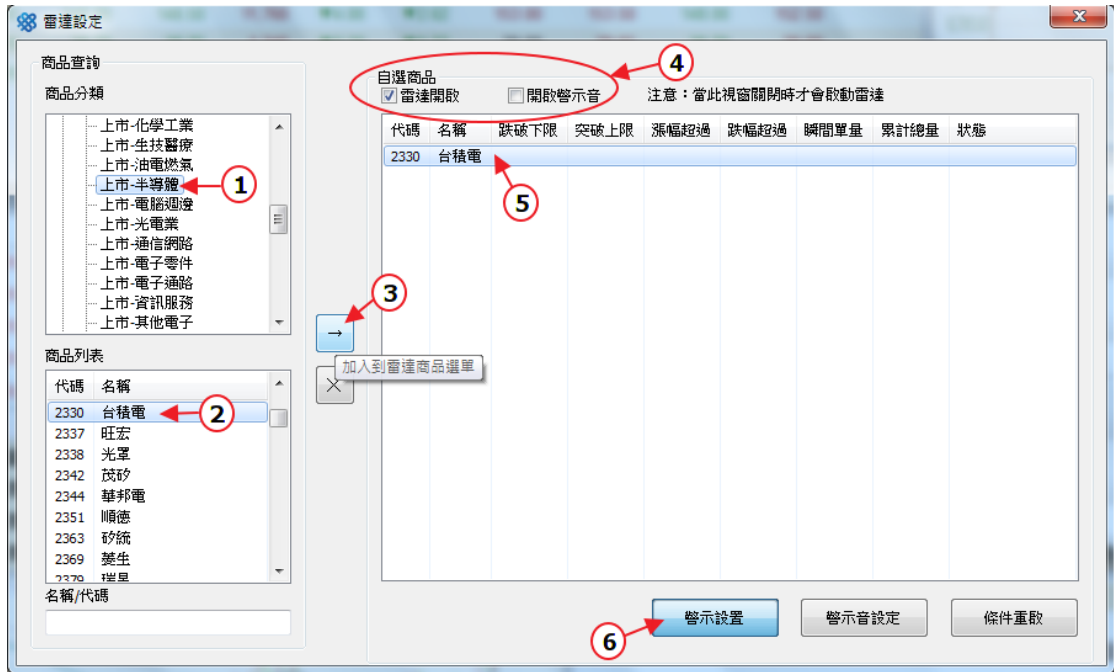 雷達設定
商品查詢
商品分類
上市-化學工業
上市-生技醫療
上市-油電燃氣
上市-半導體
上市-電腦週邊
上市-光電業
上市-通信網路
上市-電子零件
上市-電子通路
上市-資訊服務
上市-其他電子
1
商品列表
代碼 名稱
2330 台積電
2337 旺宏
2338 光罩
2342 茂矽
2344 華邦電
2351 順德
2363 矽統
2369 菱生
2379 瑞昱
2
名稱/代碼
3
→
加入到雷達商品選單
自選商品
雷達開啟 開啟警示音 注意：當此視窗關閉時才會啟動雷達
4
代碼 名稱 跌破下限 突破上限 漲幅超過 跌幅超過 瞬間單量 累計總量 狀態
2330 台積電
5
警示設置 警示音設定 條件重啟
6